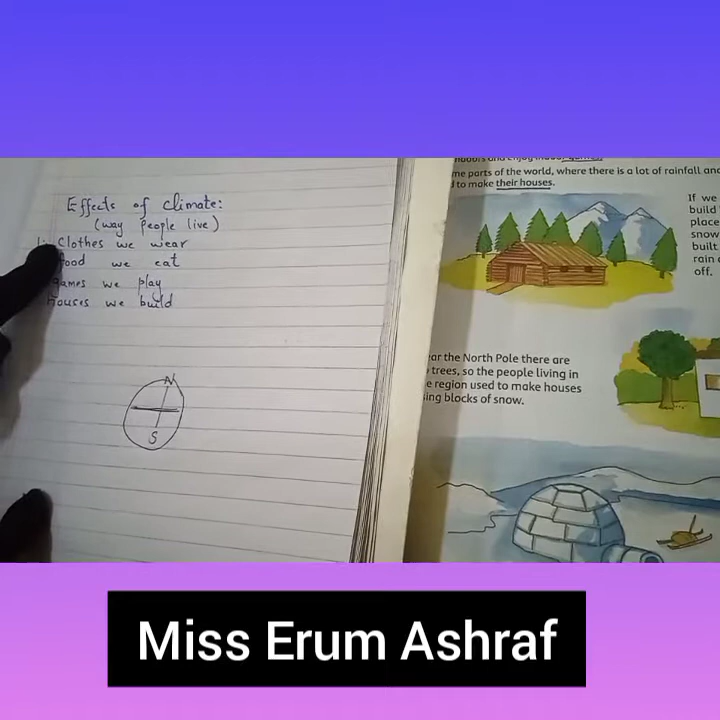 Effects of climate:
(way people live)
Clothes we wear
food we eat
games we play
houses we build
N
S
me parts of the world, where there is a lot of rainfall and
to make their houses.
If we
build
place
snow
built
rain
off.
ar the North Pole there are
trees, so the people living in
e region used to make houses
ing blocks of snow.
Miss Erum Ashraf